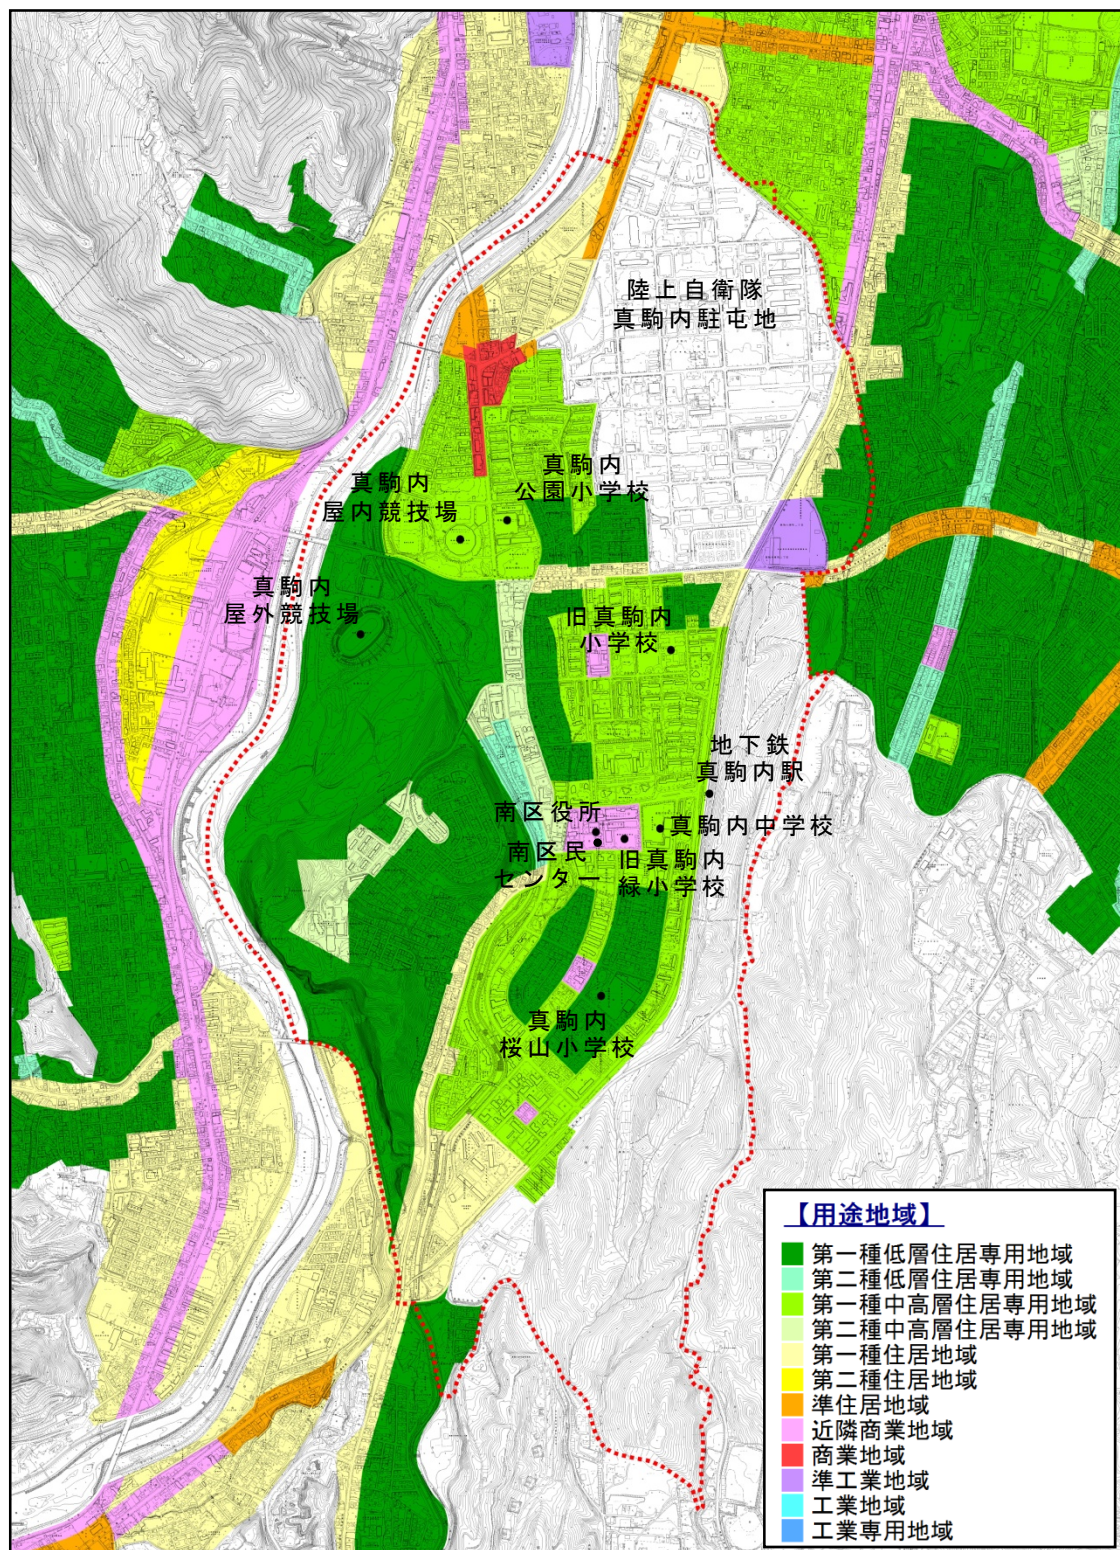 陸上自衛隊
真駒内駐屯地
真駒内
公園小学校
真駒内
屋内競技場
真駒内
屋外競技場
旧真駒内
小学校
地下鉄
真駒内駅
南区役所
真駒内中学校
南区民
センター
旧真駒内
緑小学校
真駒内
桜山小学校
【用途地域】
第一種低層住居専用地域
第二種低層住居専用地域
第一種中高層住居専用地域
第二種中高層住居専用地域
第一種住居地域
第二種住居地域
準住居地域
近隣商業地域
商業地域
準工業地域
工業地域
工業専用地域